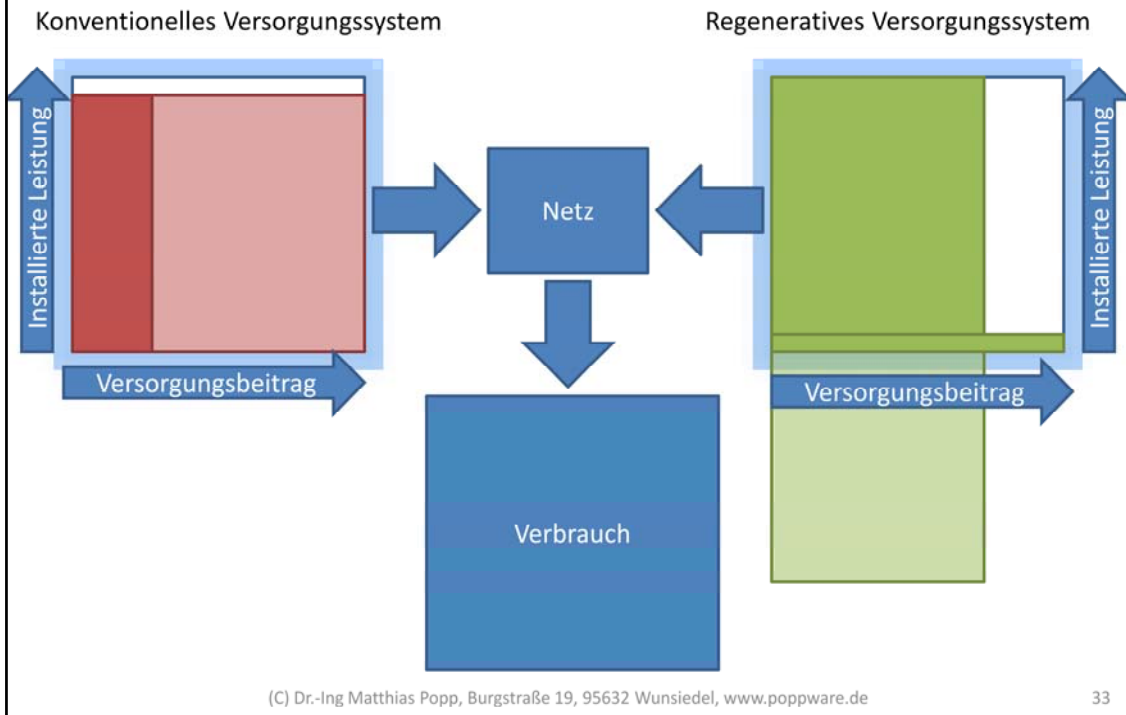 Konventionelles Versorgungssystem
Regeneratives Versorgungssystem
Installierte Leistung
Versorgungsbeitrag
Netz
Installierte Leistung
Versorgungsbeitrag
Verbrauch
(C) Dr.-Ing Matthias Popp, Burgstraße 19, 95632 Wunsiedel, www.poppware.de
33